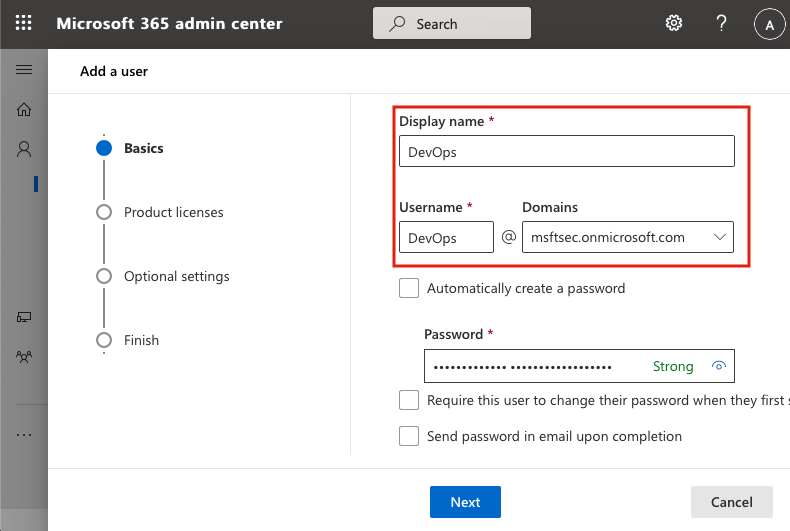 Microsoft 365 admin center
Search
?
A
Add a user
Basics
Product licenses
Optional settings
Finish
Display name *
DevOps
Username *
Domains
DevOps
@
msftsec.onmicrosoft.com
Automatically create a password
Password *
••••••••••••• ••••••••••••••••••
Strong
Require this user to change their password when they first s
Send password in email upon completion
Next
Cancel